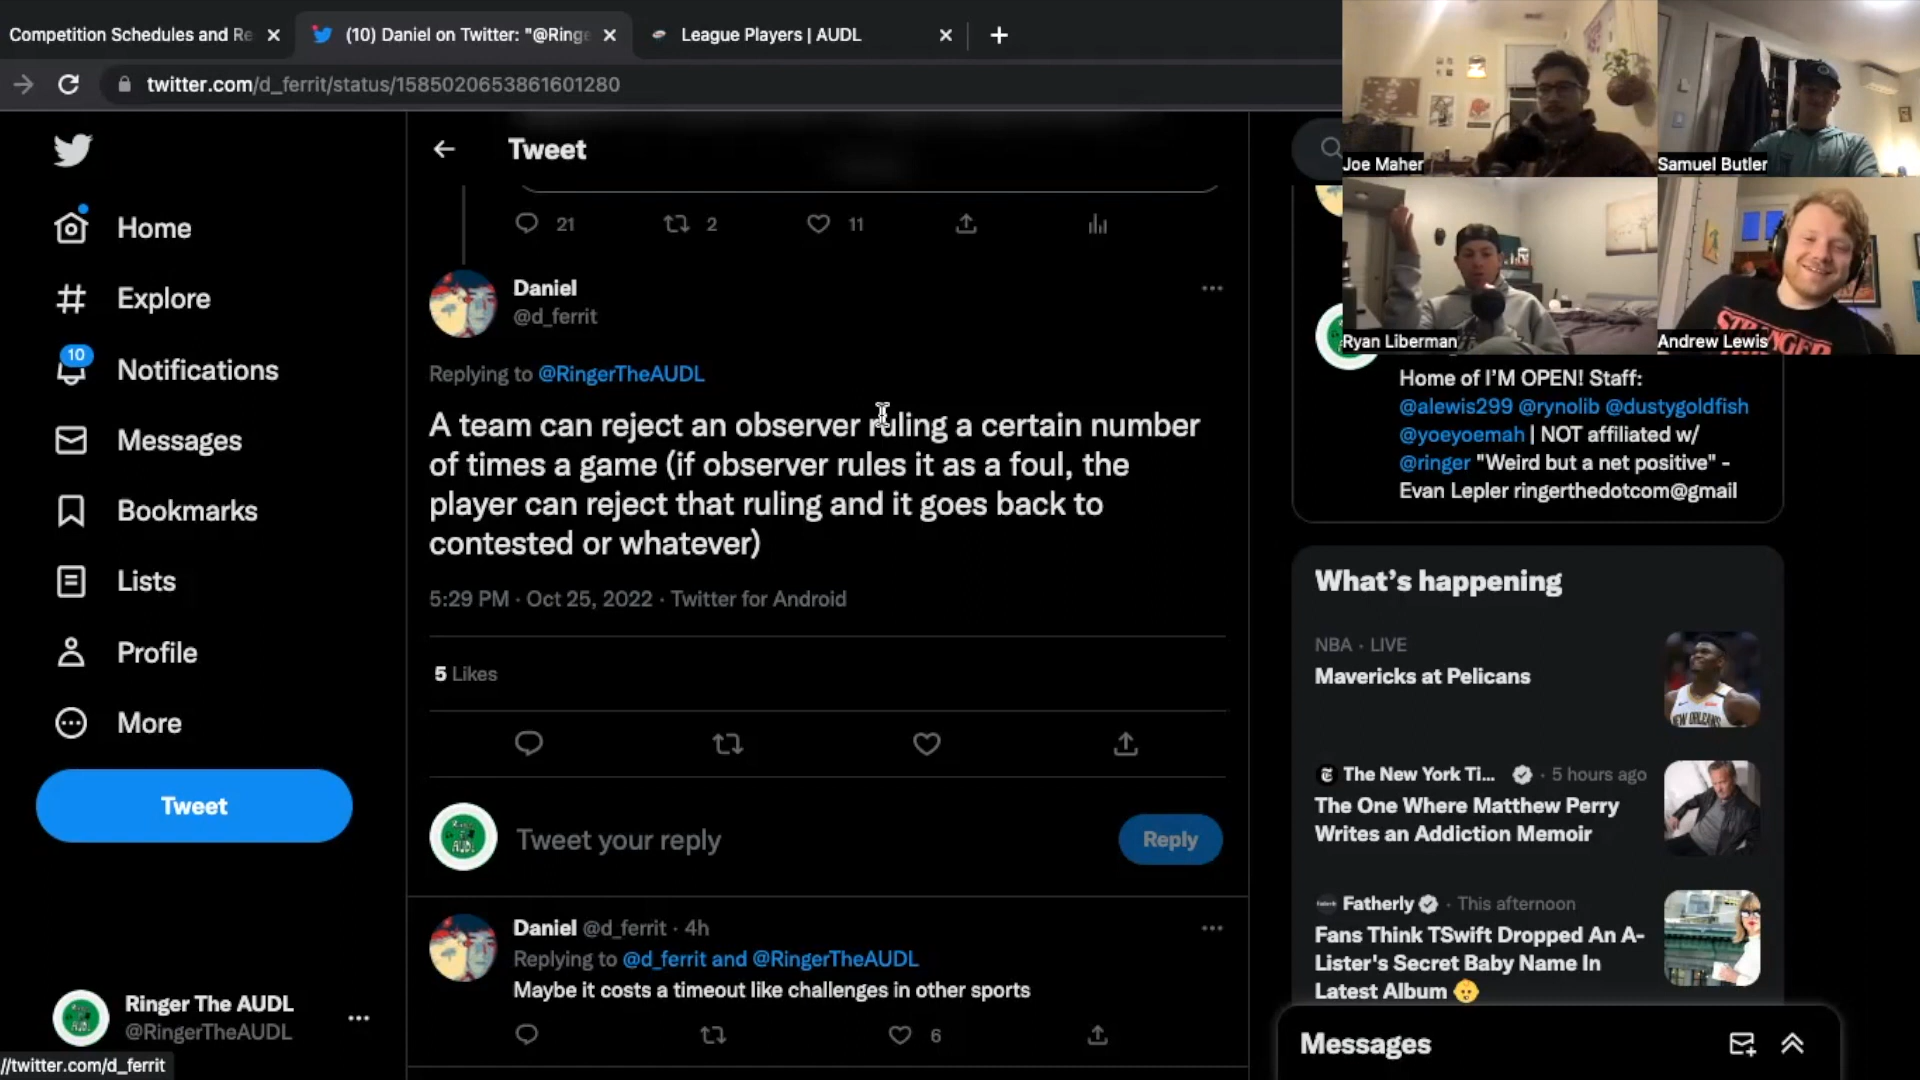 Competition Schedules and Re
(10) Daniel on Twitter: "@Ringe
League Players | AUDL
twitter.com/d_ferrit/status/1585020653861601280
Joe Maher
Samuel Butler
Ryan Liberman
Andrew Lewis
STRANGER
Home
Explore
10
Notifications
Messages
Bookmarks
Lists
Profile
More
Tweet
Ringer The AUDL
@RingerTheAUDL
//twitter.com/d_ferrit
Tweet
21
2
11
Daniel
@d_ferrit
Replying to @RingerTheAUDL
A team can reject an observer ruling a certain number
of times a game (if observer rules it as a foul, the
player can reject that ruling and it goes back to
contested or whatever)
5:29 PM · Oct 25, 2022 · Twitter for Android
5 Likes
Tweet your reply
Reply
Daniel @d_ferrit · 4h
Replying to @d_ferrit and @RingerTheAUDL
Maybe it costs a timeout like challenges in other sports
6
Home of I'M OPEN! Staff:
@alewis299 @rynolib @dustygoldfish
@yoeyoemah | NOT affiliated w/
@ringer "Weird but a net positive" -
Evan Lepler ringerthedotcom@gmail
What's happening
NBA · LIVE
Mavericks at Pelicans
NEW ORLEANS
The New York Ti... · 5 hours ago
The One Where Matthew Perry
Writes an Addiction Memoir
Fatherly · This afternoon
Fans Think TSwift Dropped An A-
Lister's Secret Baby Name In
Latest Album 👶
Messages